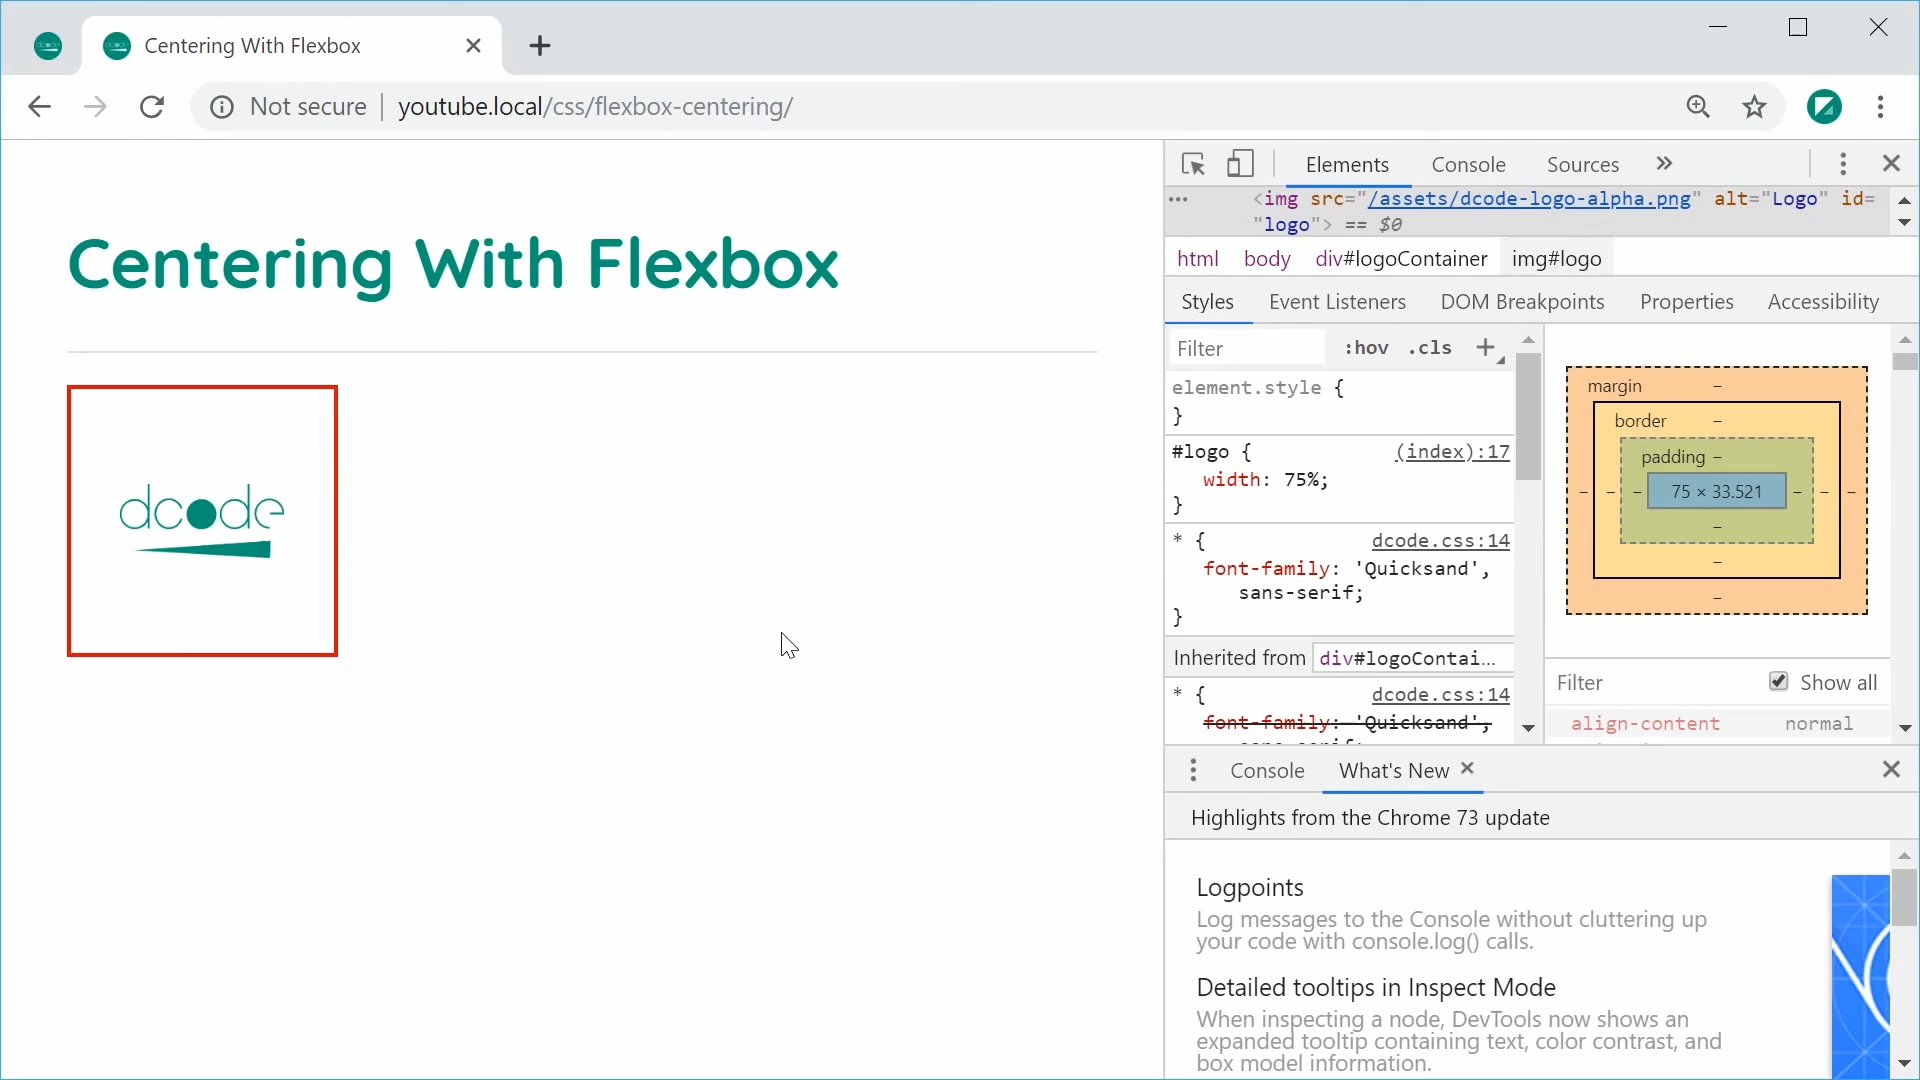 Centering With Flexbox
Not secure | youtube.local/css/flexbox-centering/
Centering With Flexbox
dcode
Elements Console Sources »
<img src="/assets/dcode-logo-alpha.png" alt="Logo" id=
"logo"> == $0
html body div#logoContainer img#logo
Styles Event Listeners DOM Breakpoints Properties Accessibility
Filter :hov .cls +
element.style {
}
#logo { (index):17
width: 75%;
}
* { dcode.css:14
font-family: 'Quicksand',
sans-serif;
}
Inherited from div#logoContai…
* { dcode.css:14
font-family: 'Quicksand',
margin –
border –
padding –
– – – 75 × 33.521 – – –
–
–
–
Filter Show all
align-content normal
Console What's New
Highlights from the Chrome 73 update
Logpoints
Log messages to the Console without cluttering up
your code with console.log() calls.
Detailed tooltips in Inspect Mode
When inspecting a node, DevTools now shows an
expanded tooltip containing text, color contrast, and
box model information.